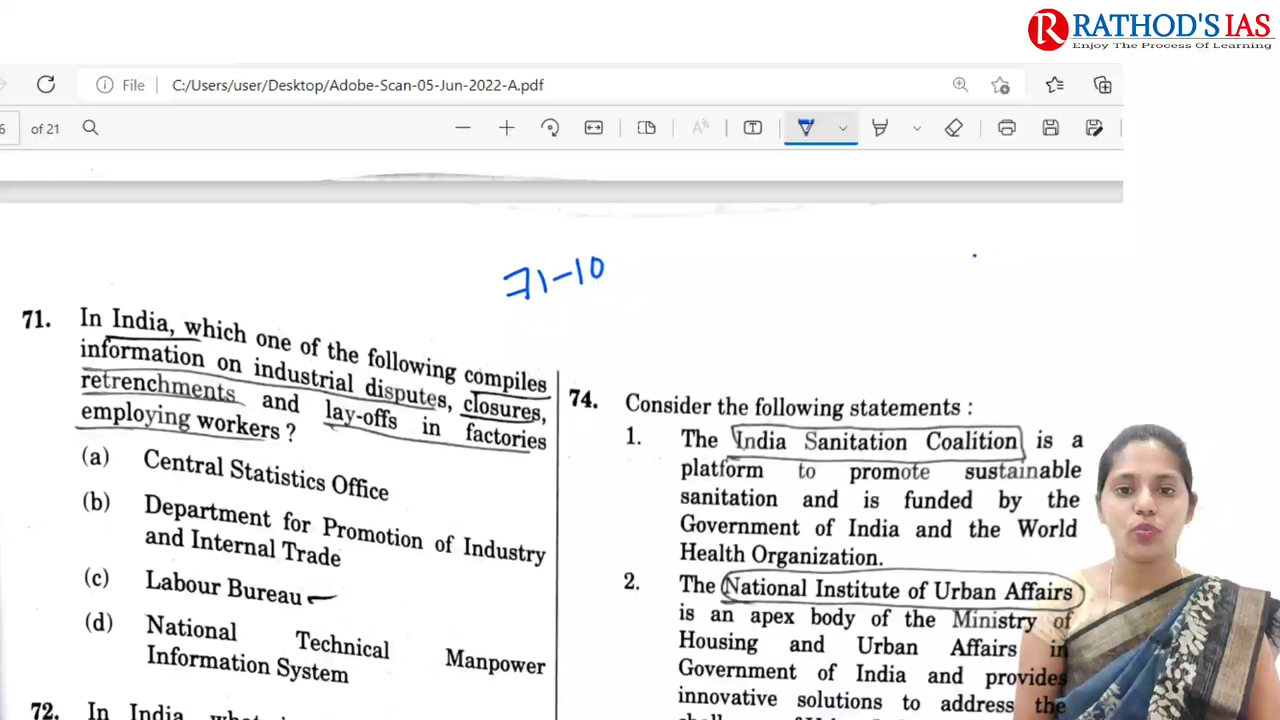 RATHOD'S IAS
Enjoy The Process Of Learning
File C:/Users/user/Desktop/Adobe-Scan-05-Jun-2022-A.pdf
6 of 21
71-10
71. In India, which one of the following compiles
information on industrial disputes, closures,
retrenchments and lay-offs in factories
employing workers ?
(a) Central Statistics Office
(b) Department for Promotion of Industry
and Internal Trade
(c) Labour Bureau
(d) National Technical Manpower
Information System
72. In India, what is
74. Consider the following statements :
1. The India Sanitation Coalition is a
platform to promote sustainable
sanitation and is funded by the
Government of India and the World
Health Organization.
2. The National Institute of Urban Affairs
is an apex body of the Ministry of
Housing and Urban Affairs in
Government of India and provides
innovative solutions to address the